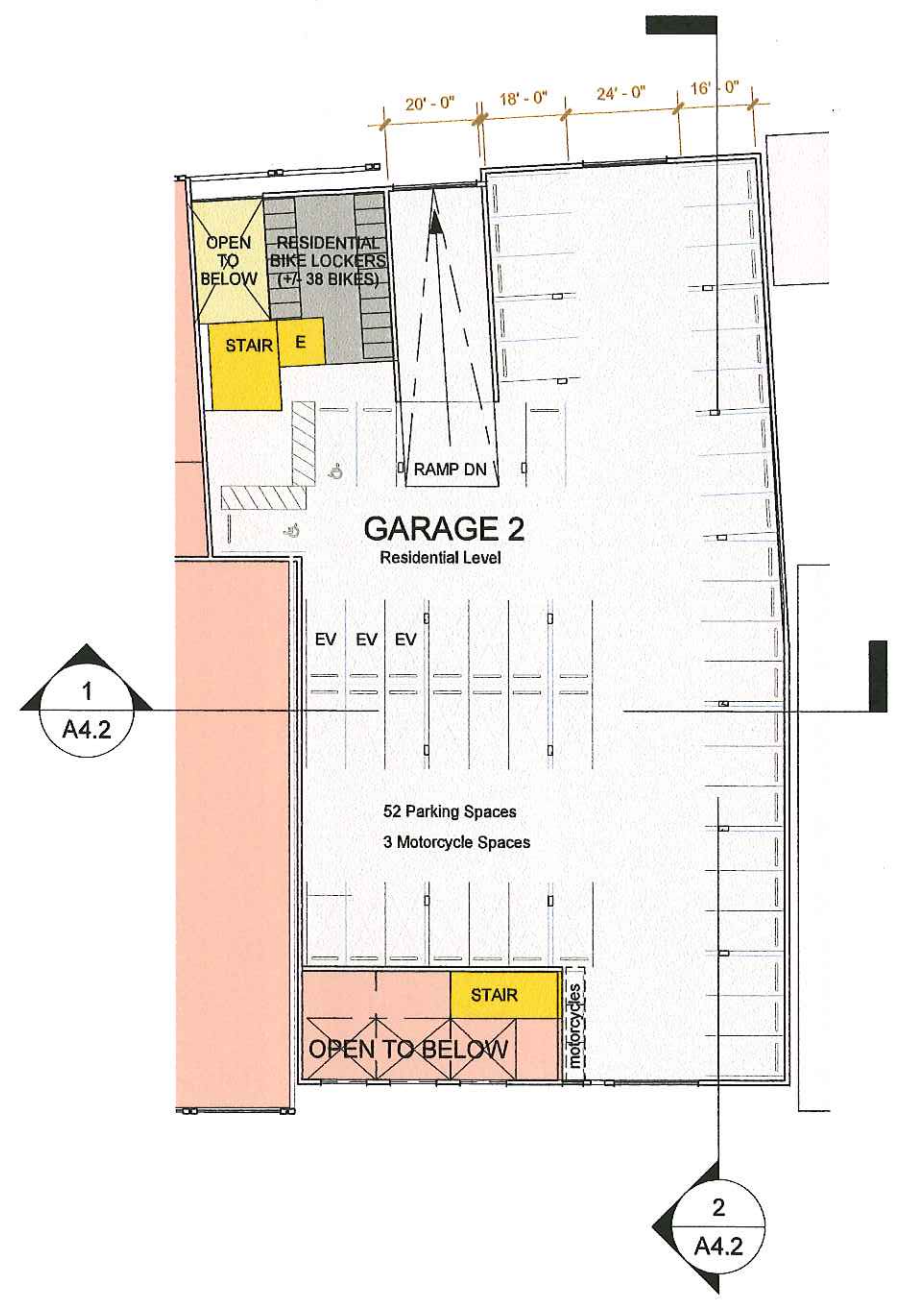 20' - 0"
18' - 0"
24' - 0"
16' - 0"
OPEN
TO
BELOW
RESIDENTIAL
BIKE LOCKERS
(+/- 38 BIKES)
STAIR
E
RAMP DN
GARAGE 2
Residential Level
EV
EV
EV
1
A4.2
52 Parking Spaces
3 Motorcycle Spaces
STAIR
motorcycles
OPEN TO BELOW
2
A4.2